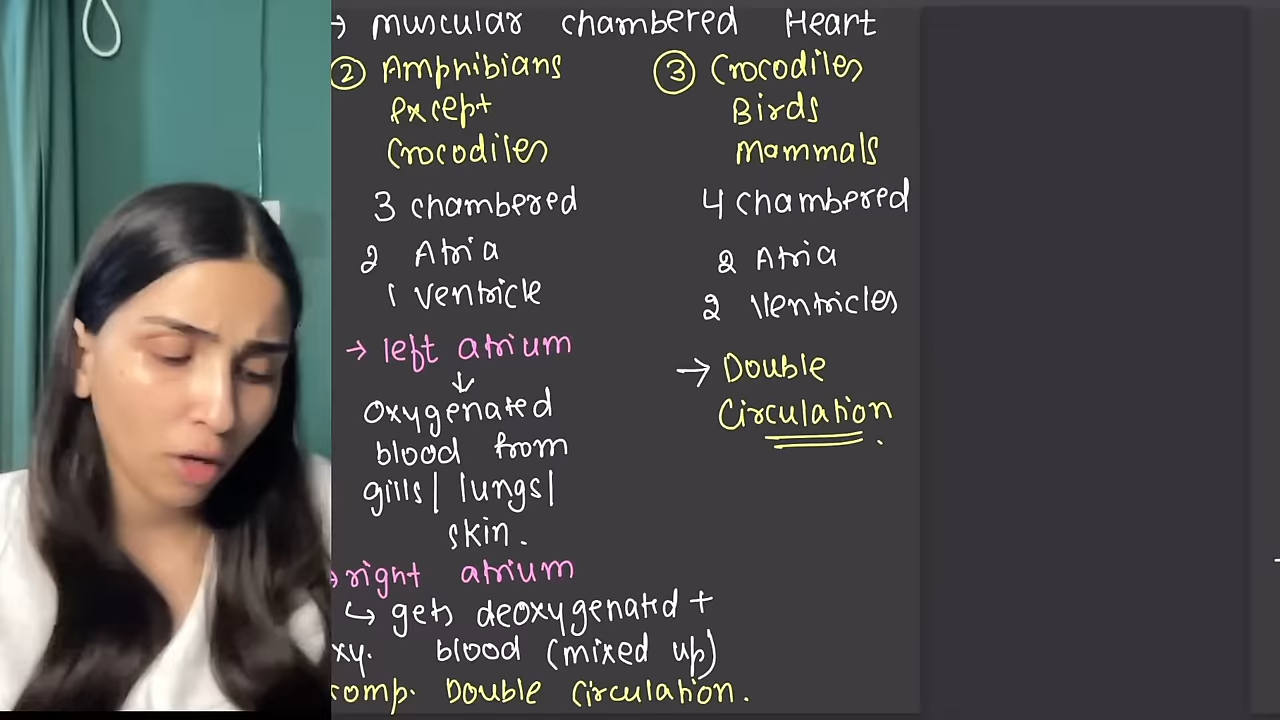 → muscular chambered Heart
② Amphibians
except
Crocodiles
3 chambered
2 Atria
1 ventricle
→ left atrium
↓
Oxygenated
blood from
gills| lungs|
skin.
→ right atrium
↳ gets deoxygenated +
xy. blood (mixed up)
comp. Double Circulation.
③ Crocodiles
Birds
Mammals
4 chambered
2 Atria
2 Ventricles
→ Double
Circulation.